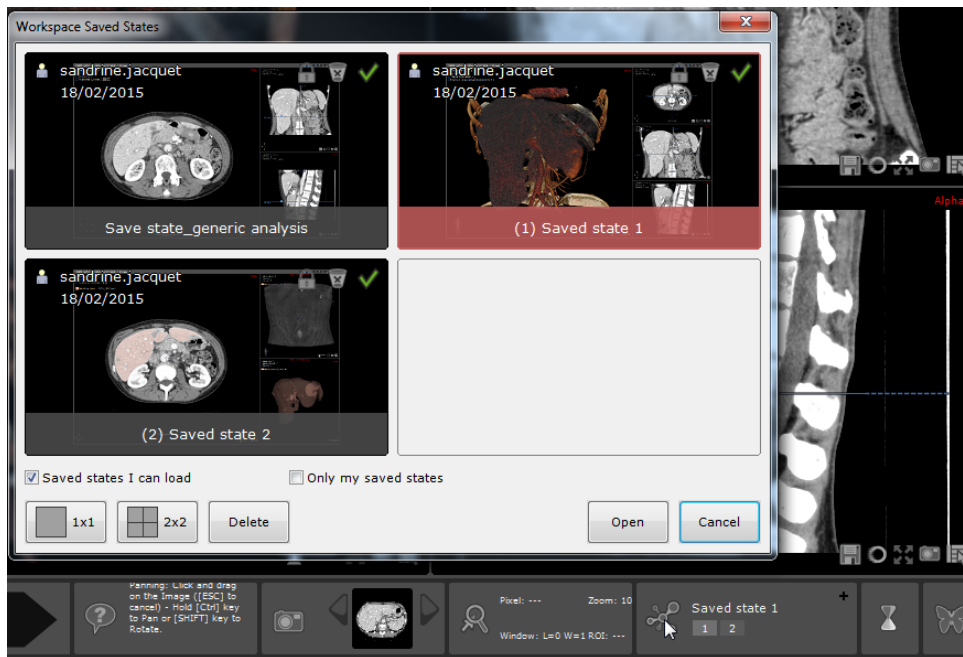 Workspace Saved States
sandrine.jacquet
18/02/2015
Save state_generic analysis
sandrine.jacquet
18/02/2015
(1) Saved state 1
sandrine.jacquet
18/02/2015
(2) Saved state 2
Saved states I can load
Only my saved states
1x1
2x2
Delete
Open
Cancel
Alpha
Panning: Click and drag
on the Image ([ESC] to
cancel) - Hold [Ctrl] key
to Pan or [SHIFT] key to
Rotate.
Pixel: ---
Zoom: 10
Window: L=0 W=1 ROI: ---
Saved state 1
1
2